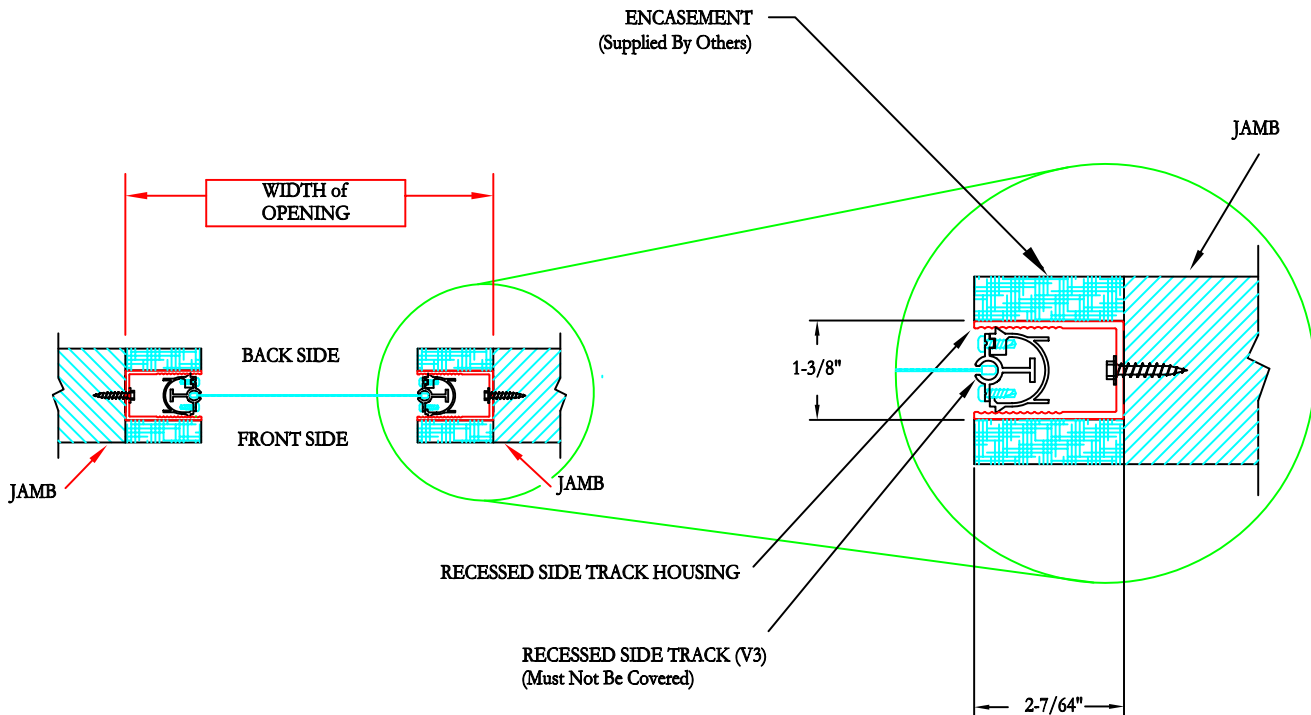 ENCASEMENT
(Supplied By Others)
JAMB
WIDTH of
OPENING
BACK SIDE
1-3/8"
FRONT SIDE
JAMB
JAMB
RECESSED SIDE TRACK HOUSING
RECESSED SIDE TRACK (V3)
(Must Not Be Covered)
2-7/64"